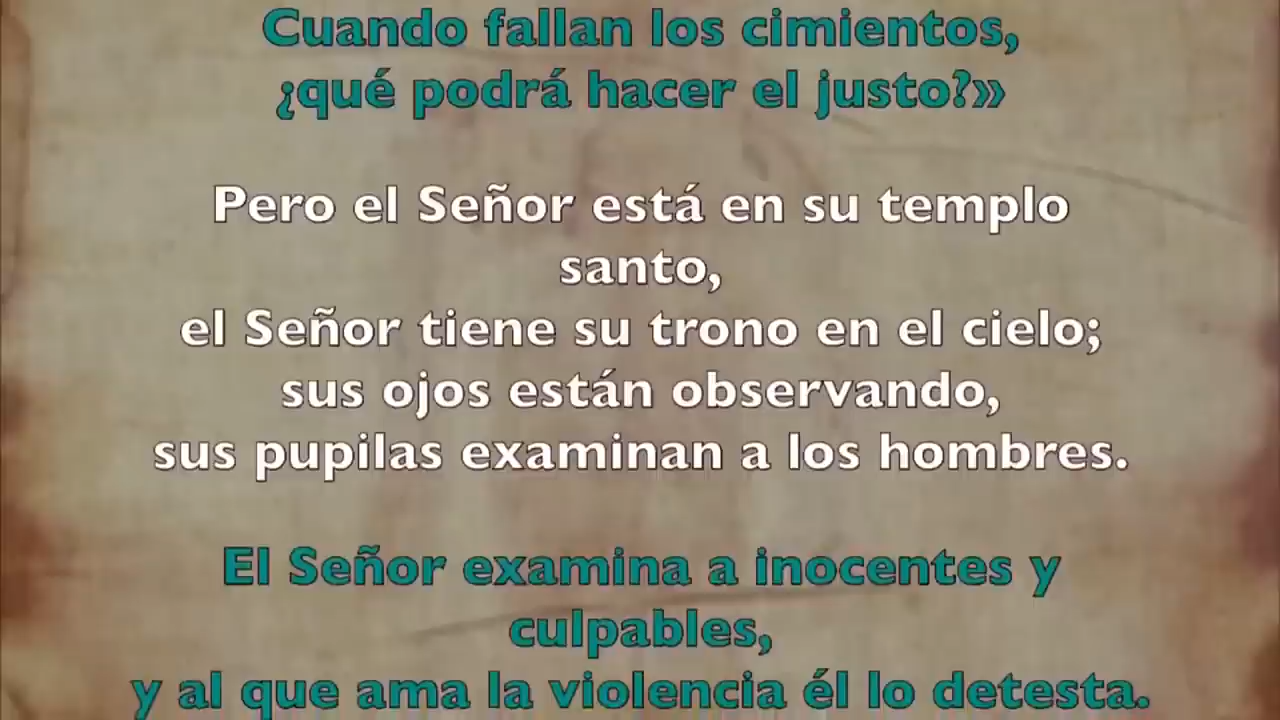 Cuando fallan los cimientos,
¿qué podrá hacer el justo?»
Pero el Señor está en su templo
santo,
el Señor tiene su trono en el cielo;
sus ojos están observando,
sus pupilas examinan a los hombres.
El Señor examina a inocentes y
culpables,
y al que ama la violencia él lo detesta.